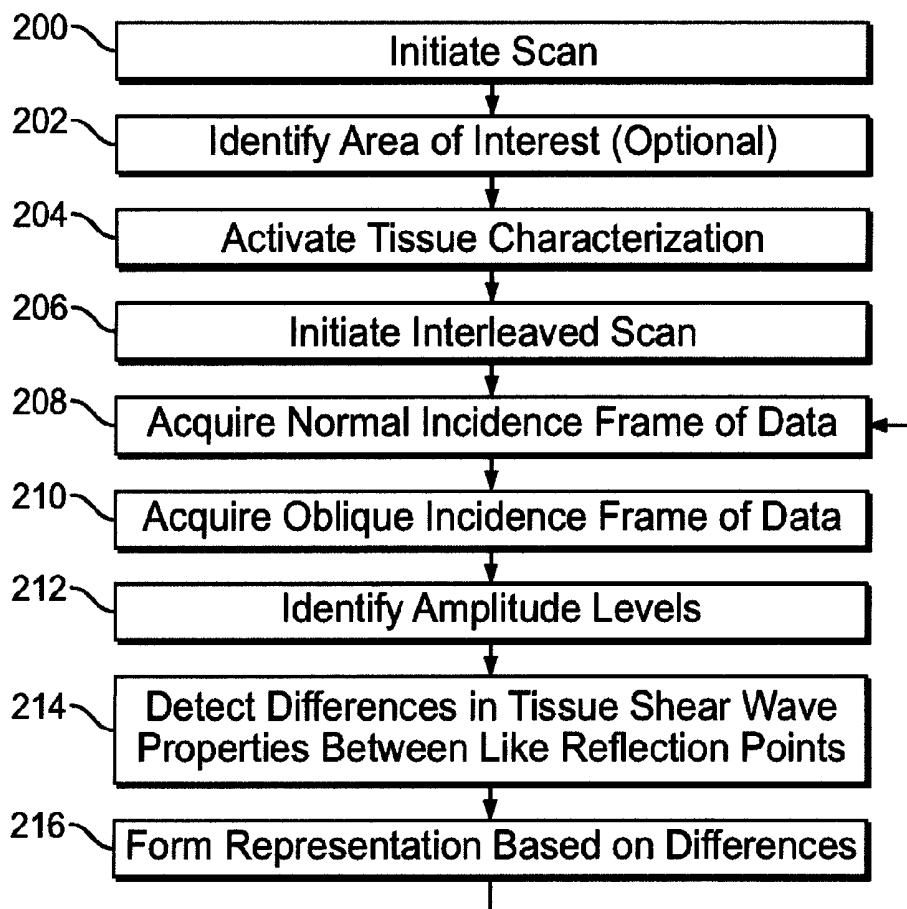 200
Initiate Scan
202
Identify Area of Interest (Optional)
204
Activate Tissue Characterization
206
Initiate Interleaved Scan
208
Acquire Normal Incidence Frame of Data
210
Acquire Oblique Incidence Frame of Data
212
Identify Amplitude Levels
214
Detect Differences in Tissue Shear Wave
Properties Between Like Reflection Points
216
Form Representation Based on Differences